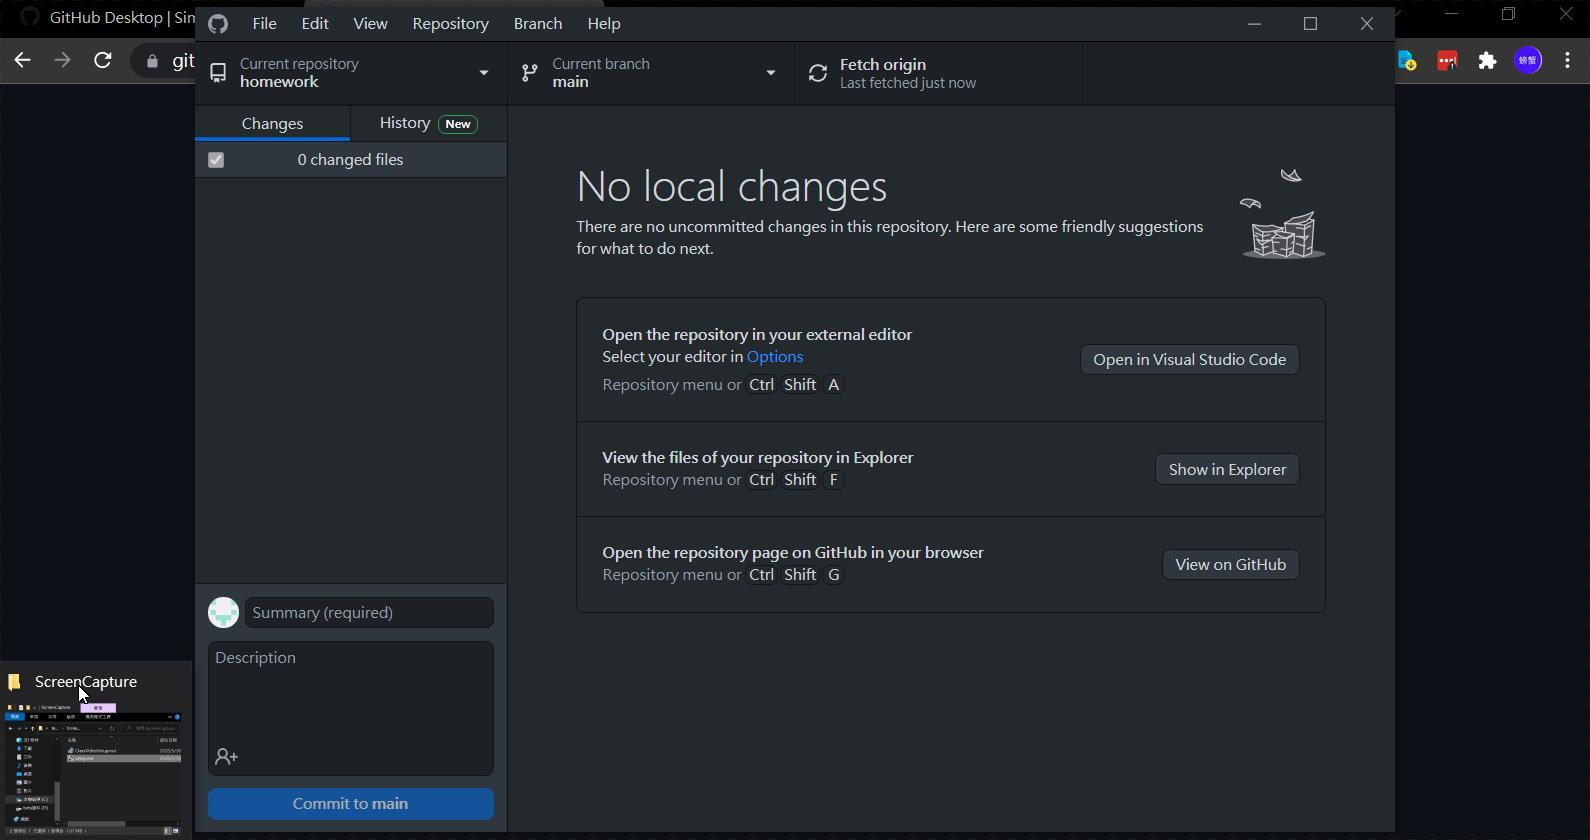 GitHub Desktop | Sim
File Edit View Repository Branch Help
git
螃蟹
Current repository
homework
Current branch
main
Fetch origin
Last fetched just now
Changes
History New
0 changed files
No local changes
There are no uncommitted changes in this repository. Here are some friendly suggestions
for what to do next.
Open the repository in your external editor
Select your editor in Options
Repository menu or Ctrl Shift A
Open in Visual Studio Code
View the files of your repository in Explorer
Repository menu or Ctrl Shift F
Show in Explorer
Open the repository page on GitHub in your browser
Repository menu or Ctrl Shift G
View on GitHub
Summary (required)
Description
Commit to main
ScreenCapture
ScreenCapture